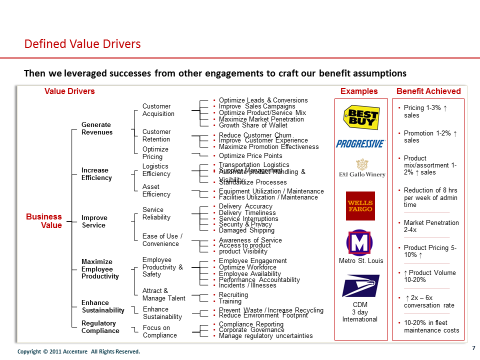 Defined Value Drivers
Then we leveraged successes from other engagements to craft our benefit assumptions
Value Drivers
Examples
Benefit Achieved
Business
Value
Generate
Revenues
Increase
Efficiency
Improve
Service
Maximize
Employee
Productivity
Enhance
Sustainability
Regulatory
Compliance
Customer
Acquisition
Customer
Retention
Optimize
Pricing
Logistics
Efficiency
Asset
Efficiency
Service
Reliability
Ease of Use /
Convenience
Employee
Productivity &
Safety
Attract &
Manage Talent
Enhance
Sustainability
Focus on
Compliance
• Optimize Leads & Conversions
• Improve Sales Campaigns
• Optimize Product/Service Mix
• Maximize Market Penetration
• Growth Share of Wallet
• Reduce Customer Churn
• Improve Customer Experience
• Maximize Promotion Effectiveness
• Optimize Price Points
• Transportation Logistics
• Supplier Management
Handling &
Visibility
• Standardize Processes
• Equipment Utilization / Maintenance
• Facilities Utilization / Maintenance
• Delivery Accuracy
• Delivery Timeliness
• Service Interruptions
• Security & Privacy
• Damaged Shipping
• Awareness of Service
• Access to product
• product Visibility
• Employee Engagement
• Optimize Workforce
• Employee Availability
• Performance Accountability
• Incidents / Illnesses
• Recruiting
• Training
• Prevent Waste / Increase Recycling
• Reduce Environment Footprint
• Compliance Reporting
• Corporate Governance
• Manage regulatory uncertainties
BEST
BUY
PROGRESSIVE
E&J Gallo Winery
WELLS
FARGO
M
Metro St. Louis
CDM
3 day
International
• Pricing 1-3% ↑
sales
• Promotion 1-2% ↑
sales
• Product
mix/assortment 1-
2% ↑ sales
• Reduction of 8 hrs
per week of admin
time
• Market Penetration
2-4x
• Product Pricing 5-
10% ↑
• ↑ Product Volume
10-20%
• ↑ 2x – 6x
conversation rate
• 10-20% in fleet
maintenance costs
Copyright © 2011 Accenture All Rights Reserved.
7